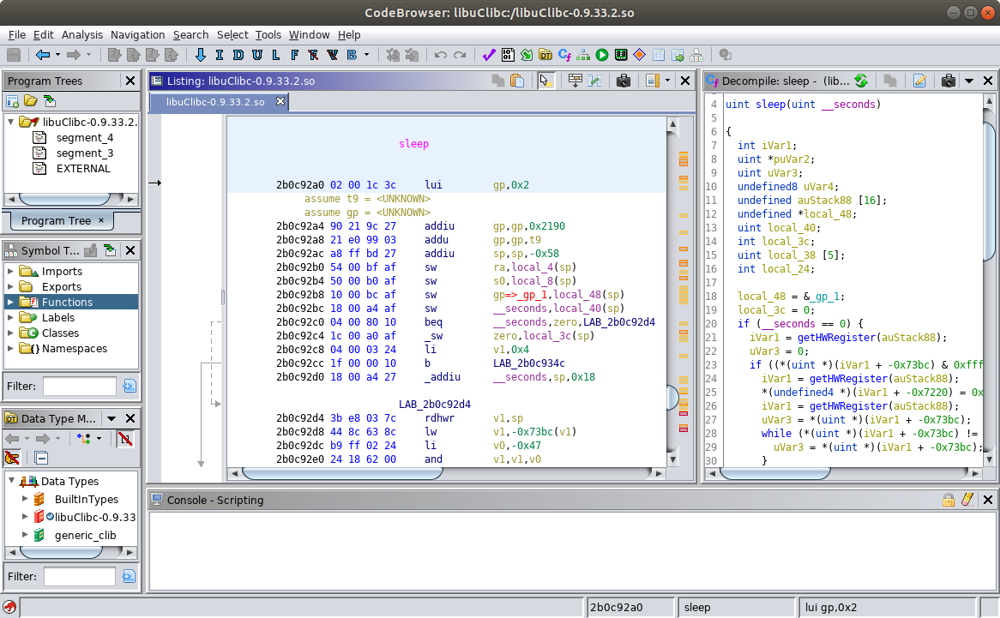 CodeBrowser: libuClibc:/libuClibc-0.9.33.2.so
File Edit Analysis Navigation Search Select Tools Window Help
I D U L F V B
Program Trees
libuClibc-0.9.33.2.
segment_4
segment_3
EXTERNAL
Program Tree ×
Symbol T...
Imports
Exports
Functions
Labels
Classes
Namespaces
Filter:
Data Type M...
Data Types
BuiltInTypes
libuClibc-0.9.33
generic_clib
Filter:
Listing: libuClibc-0.9.33.2.so
libuClibc-0.9.33.2.so
sleep
2b0c92a0 02 00 1c 3c lui gp,0x2
assume t9 = <UNKNOWN>
assume gp = <UNKNOWN>
2b0c92a4 90 21 9c 27 addiu gp,gp,0x2190
2b0c92a8 21 e0 99 03 addu gp,gp,t9
2b0c92ac a8 ff bd 27 addiu sp,sp,-0x58
2b0c92b0 54 00 bf af sw ra,local_4(sp)
2b0c92b4 50 00 b0 af sw s0,local_8(sp)
2b0c92b8 10 00 bc af sw gp=>_gp_1,local_48(sp)
2b0c92bc 18 00 a4 af sw __seconds,local_40(sp)
2b0c92c0 04 00 80 10 beq __seconds,zero,LAB_2b0c92d4
2b0c92c4 1c 00 a0 af _sw zero,local_3c(sp)
2b0c92c8 04 00 03 24 li v1,0x4
2b0c92cc 1f 00 00 10 b LAB_2b0c934c
2b0c92d0 18 00 a4 27 _addiu __seconds,sp,0x18
LAB_2b0c92d4
2b0c92d4 3b e8 03 7c rdhwr v1,sp
2b0c92d8 44 8c 63 8c lw v1,-0x73bc(v1)
2b0c92dc b9 ff 02 24 li v0,-0x47
2b0c92e0 24 18 62 00 and v1,v1,v0
Decompile: sleep - (lib...
4 uint sleep(uint __seconds)
5
6 {
7 int iVar1;
8 uint *puVar2;
9 uint uVar3;
10 undefined8 uVar4;
11 undefined auStack88 [16];
12 undefined *local_48;
13 uint local_40;
14 int local_3c;
15 uint local_38 [5];
16 int local_24;
17
18 local_48 = &_gp_1;
19 local_3c = 0;
20 if (__seconds == 0) {
21 iVar1 = getHWRegister(auStack88);
22 uVar3 = 0;
23 if ((*(uint *)(iVar1 + -0x73bc) & 0xfff
24 iVar1 = getHWRegister(auStack88);
25 *(undefined4 *)(iVar1 + -0x7220) = 0x
26 iVar1 = getHWRegister(auStack88);
27 uVar3 = *(uint *)(iVar1 + -0x73bc);
28 while (*(uint *)(iVar1 + -0x73bc) !=
29 uVar3 = *(uint *)(iVar1 + -0x73bc);
30 }
Console - Scripting
2b0c92a0 sleep lui gp,0x2